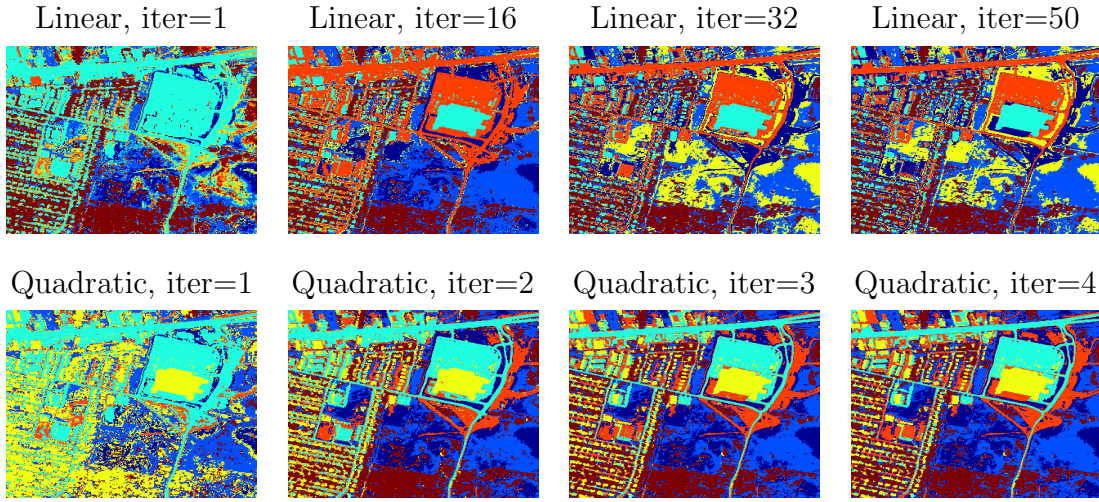 Linear, iter=1
Linear, iter=16
Linear, iter=32
Linear, iter=50
Quadratic, iter=1
Quadratic, iter=2
Quadratic, iter=3
Quadratic, iter=4